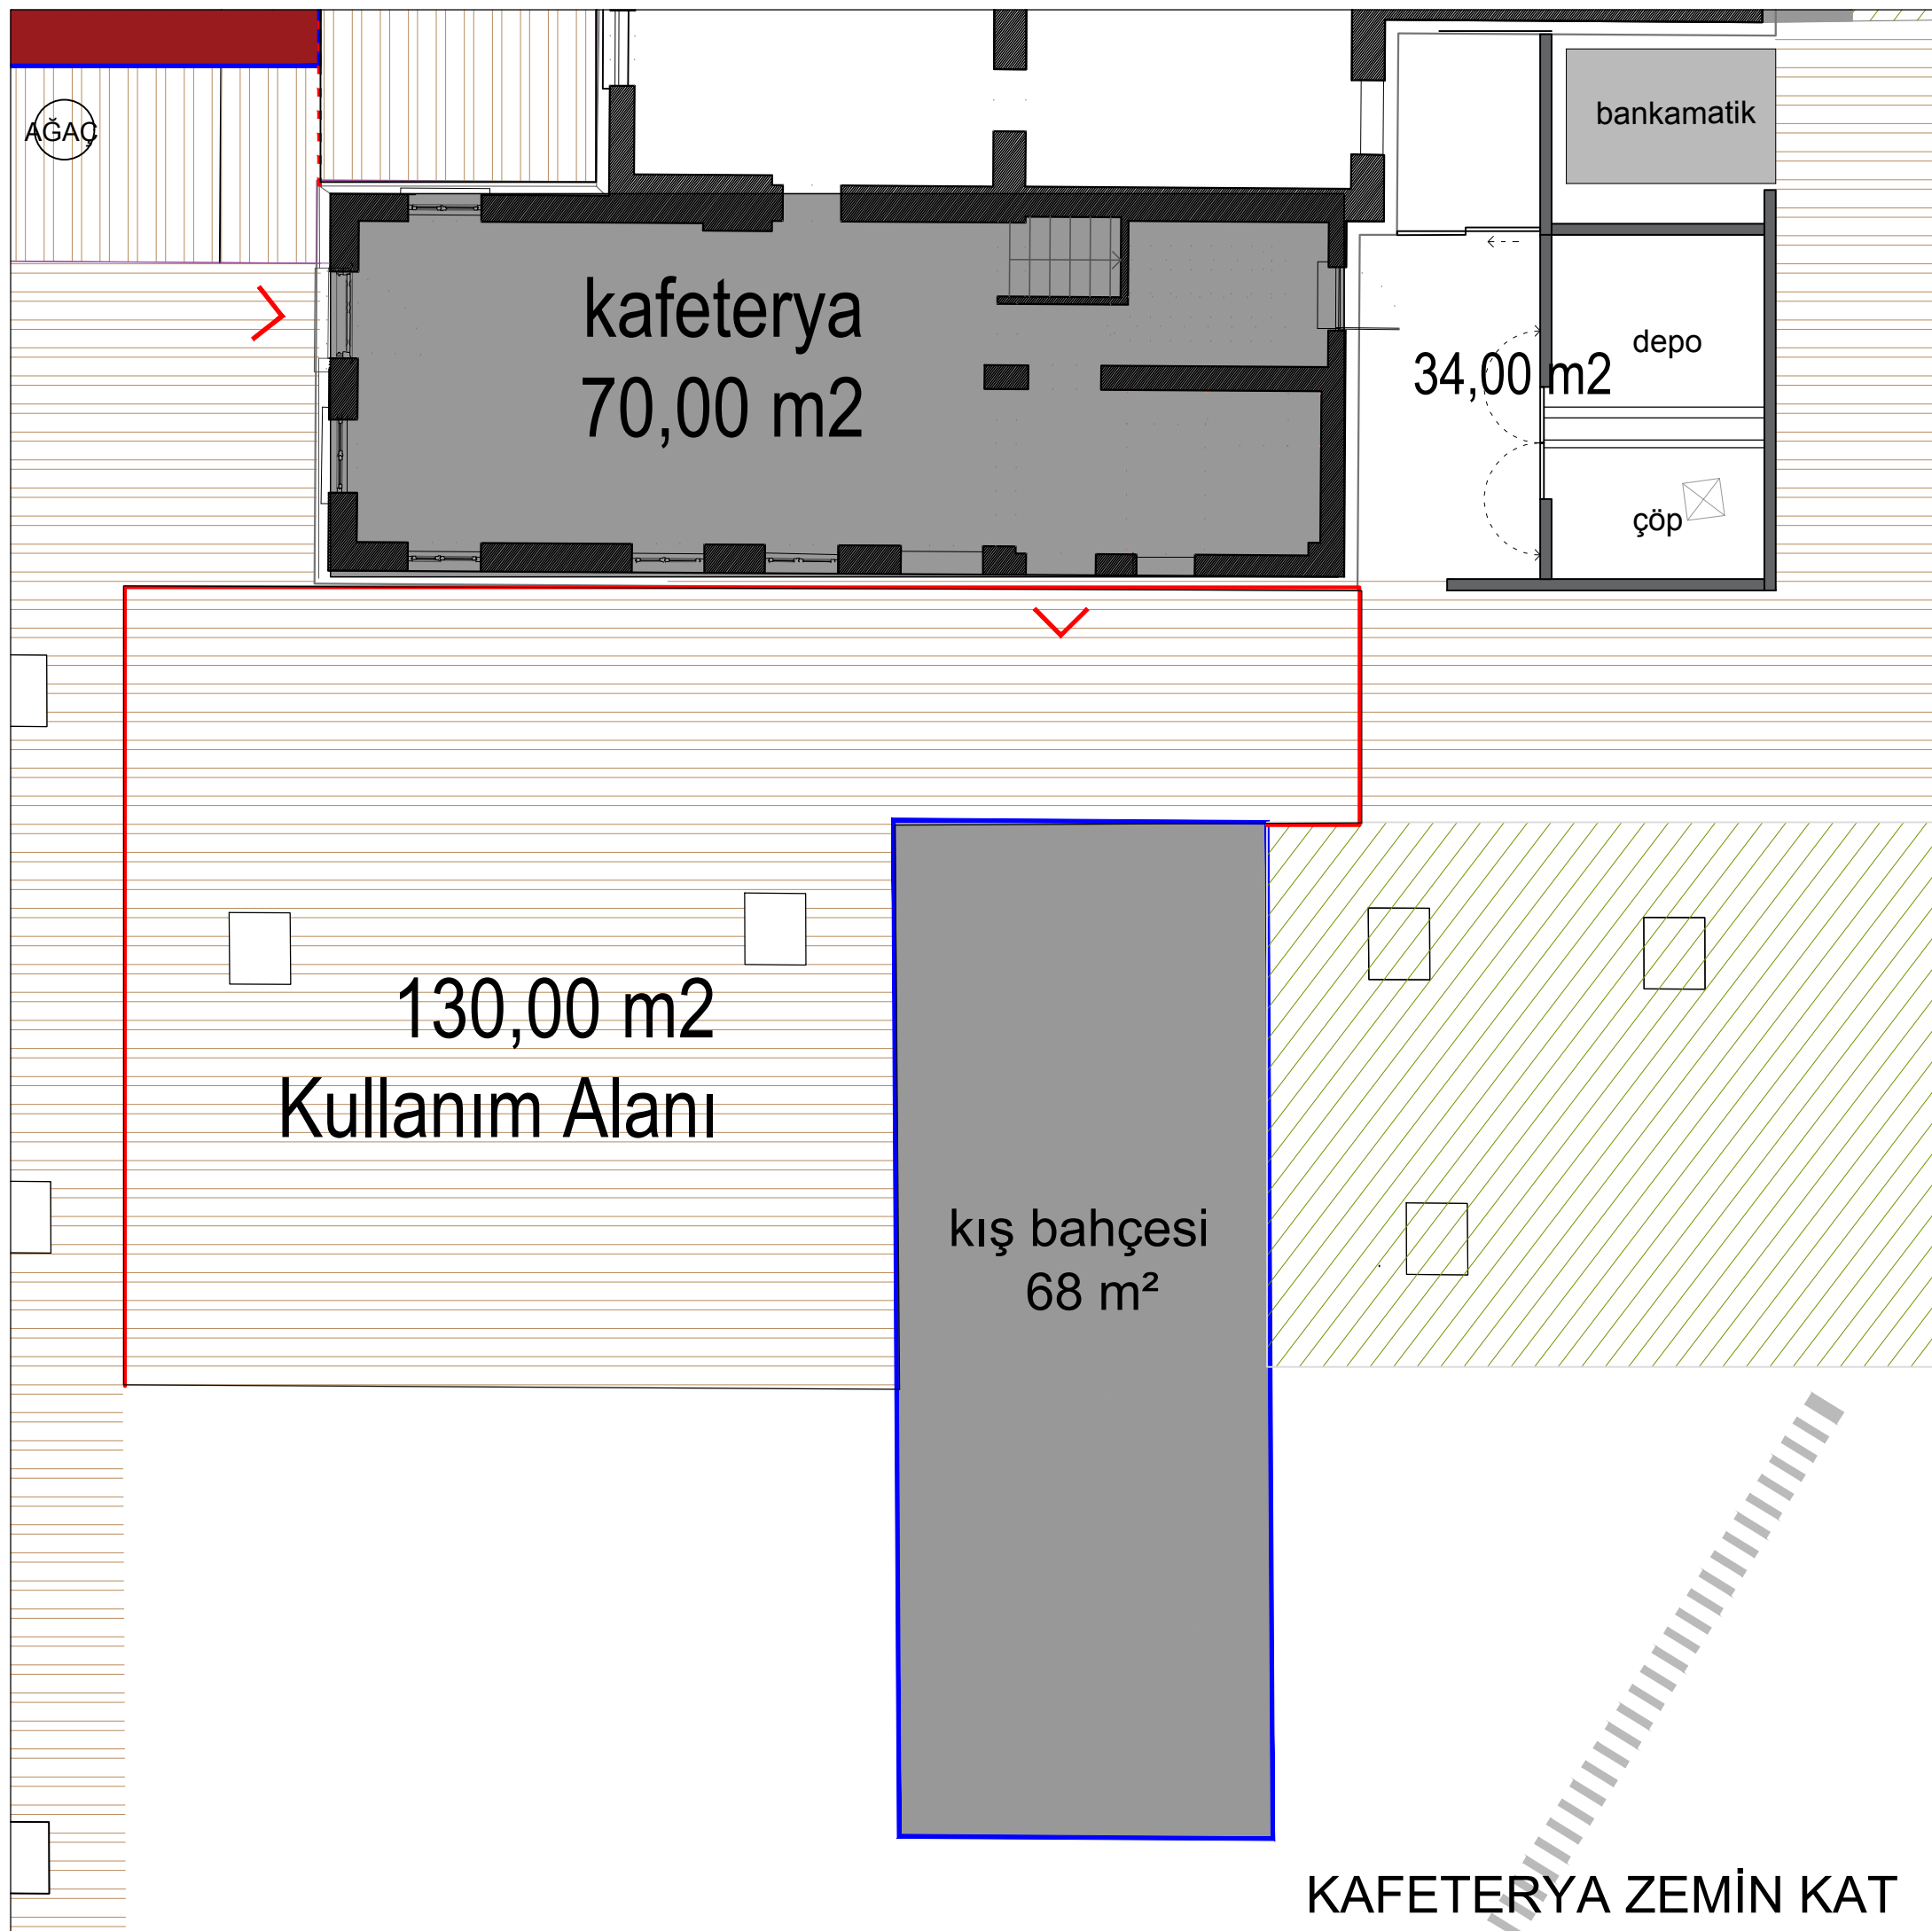 bankamatik
AĞAÇ
kafeterya
70,00 m2
34,00 m2
depo
çöp
130,00 m2
Kullanım Alanı
kış bahçesi
68 m²
KAFETERYA ZEMİN KAT